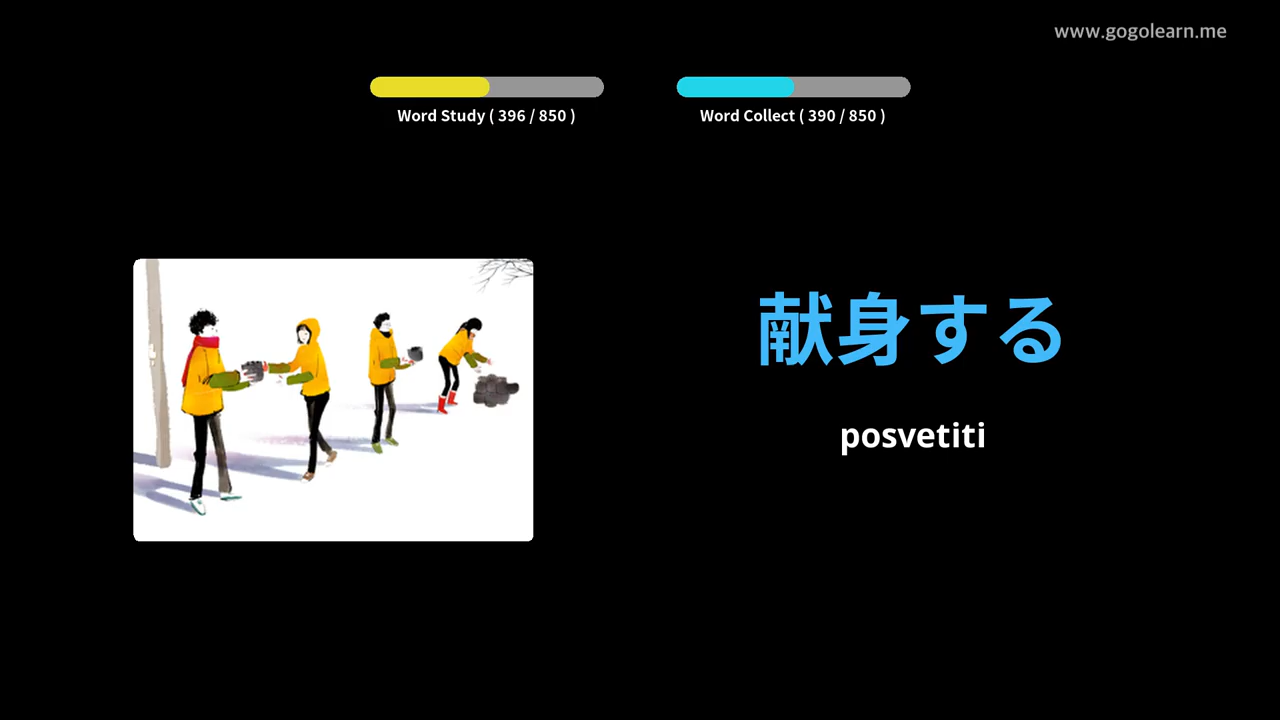 www.gogolearn.me
Word Study ( 396 / 850 )
Word Collect ( 390 / 850 )
献身する
posvetiti